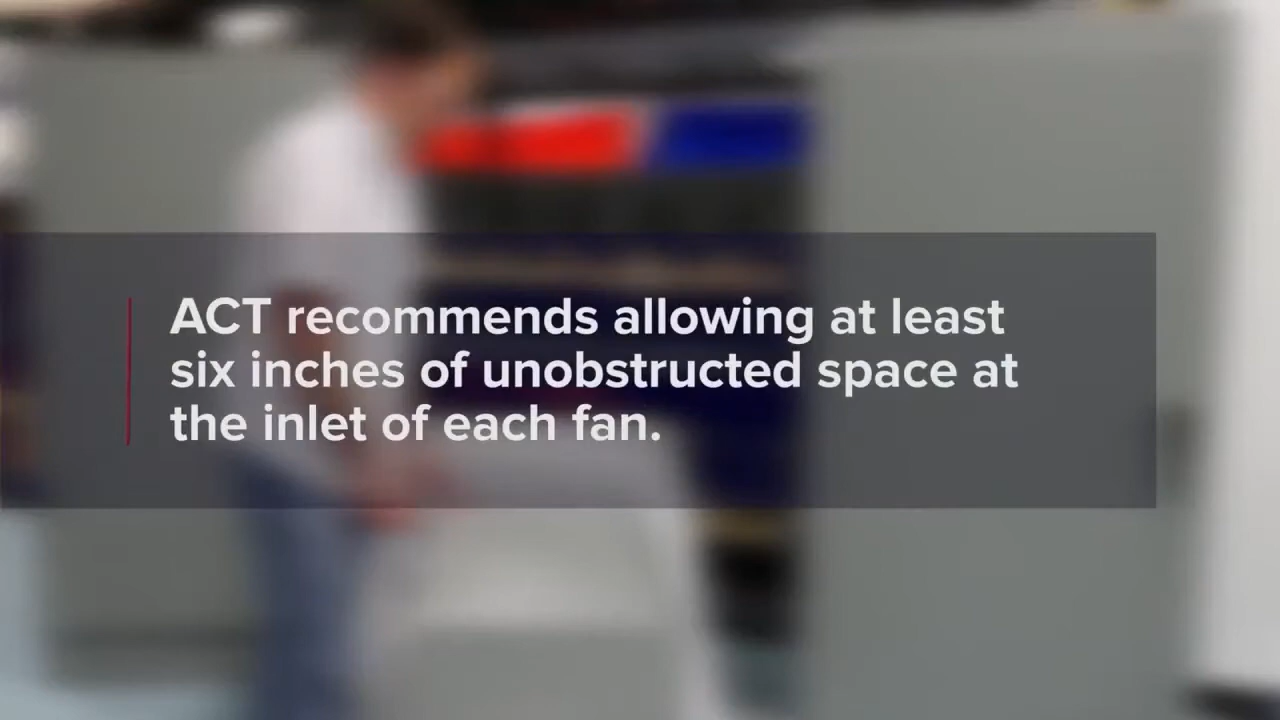 ACT recommends allowing at least
six inches of unobstructed space at
the inlet of each fan.